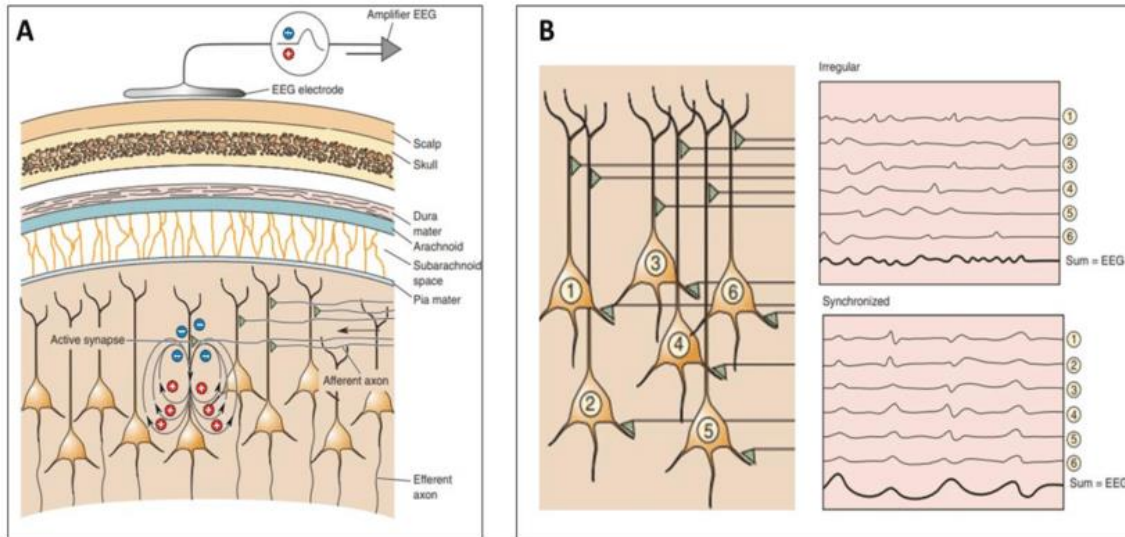 A
Amplifier EEG
EEG electrode
Scalp
Skull
Dura
mater
Arachnoid
Subarachnoid
space
Pia mater
Active synapse
Afferent axon
Efferent
axon
B
1
2
3
4
5
6
Irregular
1
2
3
4
5
6
Sum = EEG
Synchronized
1
2
3
4
5
6
Sum = EEG